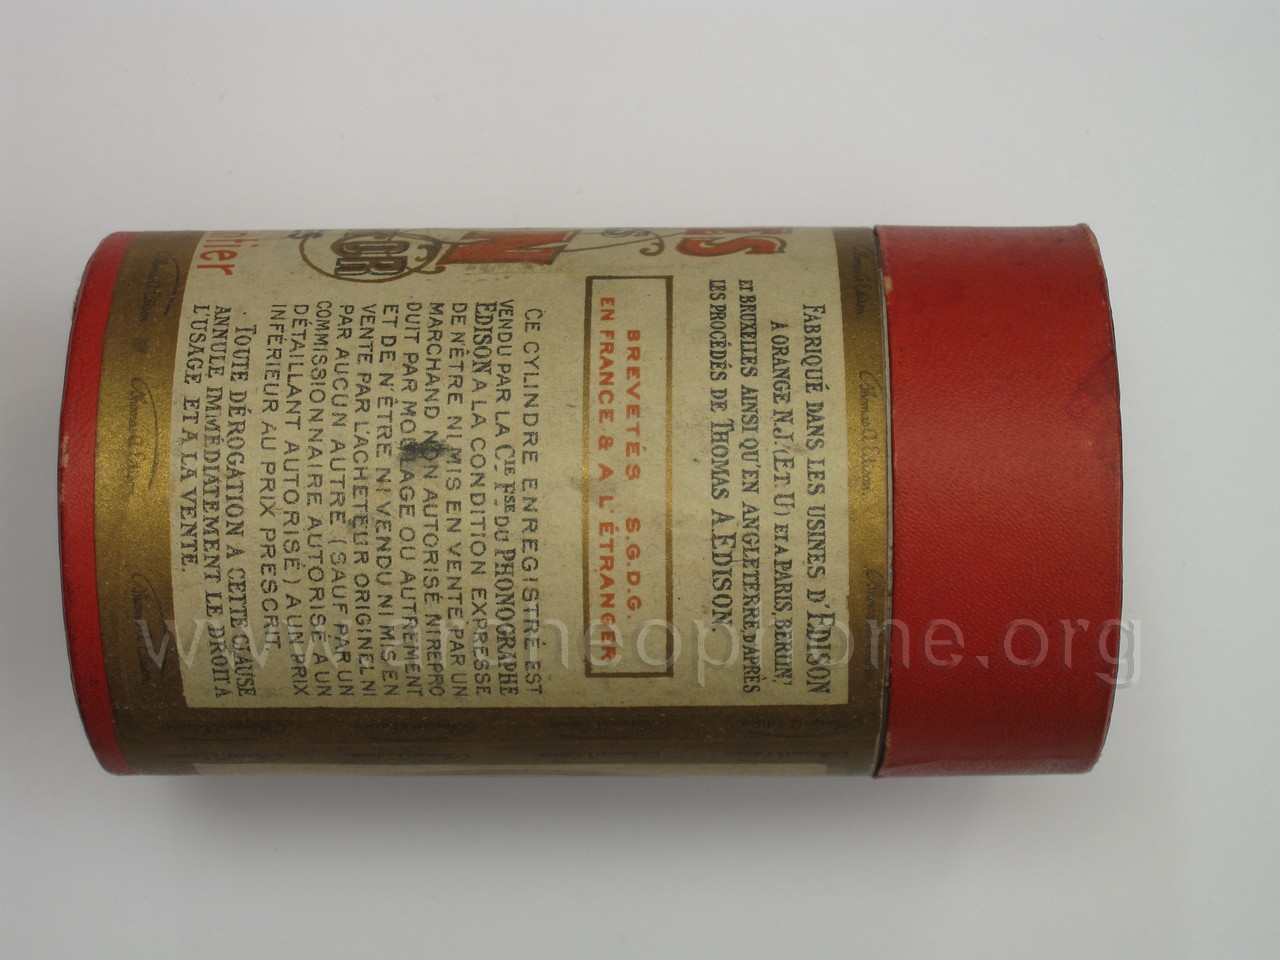 FABRIQUÉ DANS LES USINES D'EDISON
A ORANGE N.J. (ET. U) ET A PARIS, BERLIN,
ET BRUXELLES AINSI QU'EN ANGLETERRE, D'APRÈS
LES PROCÉDÉS DE THOMAS A EDISON.
BREVETÉS S.G.D.G.
EN FRANCE & A L'ÉTRANGER
CE CYLINDRE ENREGISTRÉ EST
VENDU PAR LA CIE FSE DU PHONOGRAPHE
EDISON A LA CONDITION EXPRESSE
DE N'ÊTRE NI MIS EN VENTE PAR UN
MARCHAND NON AUTORISÉ NI REPRO
DUIT PAR MOULAGE OU AUTREMENT
ET DE N'ÊTRE NI VENDU NI MIS EN
VENTE PAR L'ACHETEUR ORIGINEL NI
PAR AUCUN AUTRE (SAUF PAR UN
COMMISSIONNAIRE AUTORISÉ A UN
DÉTAILLANT AUTORISÉ) A UN PRIX
INFÉRIEUR AU PRIX PRESCRIT.
TOUTE DÉROGATION A CETTE CLAUSE
ANNULE IMMÉDIATEMENT LE DROIT A
L'USAGE ET A LA VENTE.
Thomas A Edison